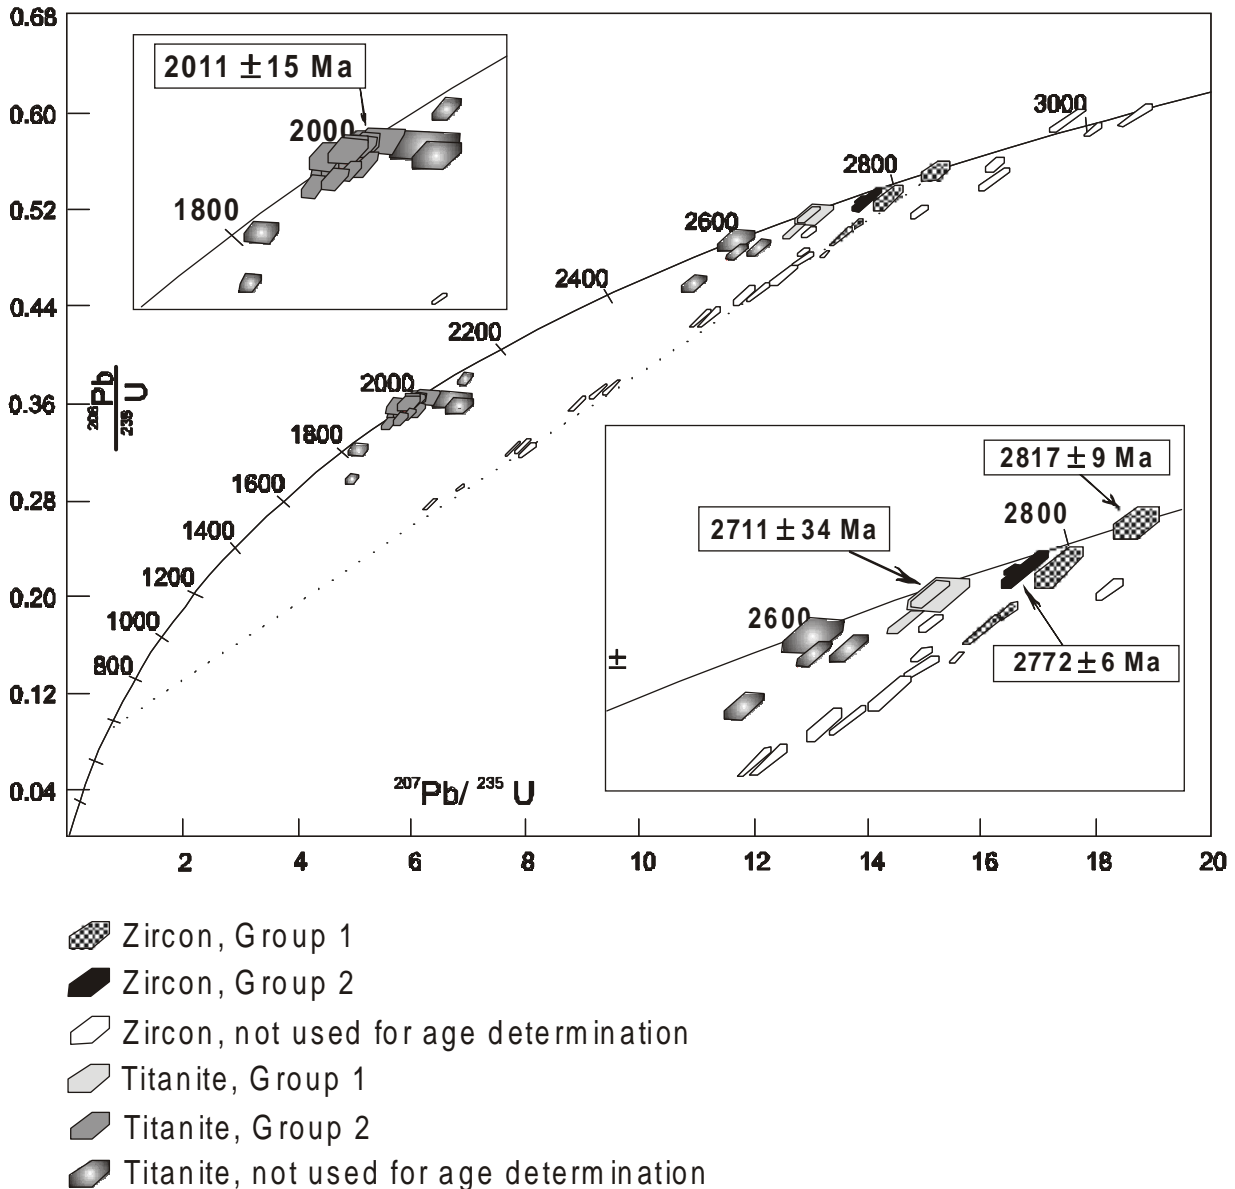 0.68
0.60
0.52
0.44
0.36
0.28
0.20
0.12
0.04
206Pb
238U
2011 ± 15 Ma
2000
1800
3000
2800
2600
2400
2200
2000
1800
1600
1400
1200
1000
800
2817 ± 9 Ma
2800
2711 ± 34 Ma
2600
±
2772 ± 6 Ma
207Pb/ 235 U
2 4 6 8 10 12 14 16 18 20
Zircon, Group 1
Zircon, Group 2
Zircon, not used for age determination
Titanite, Group 1
Titanite, Group 2
Titanite, not used for age determination